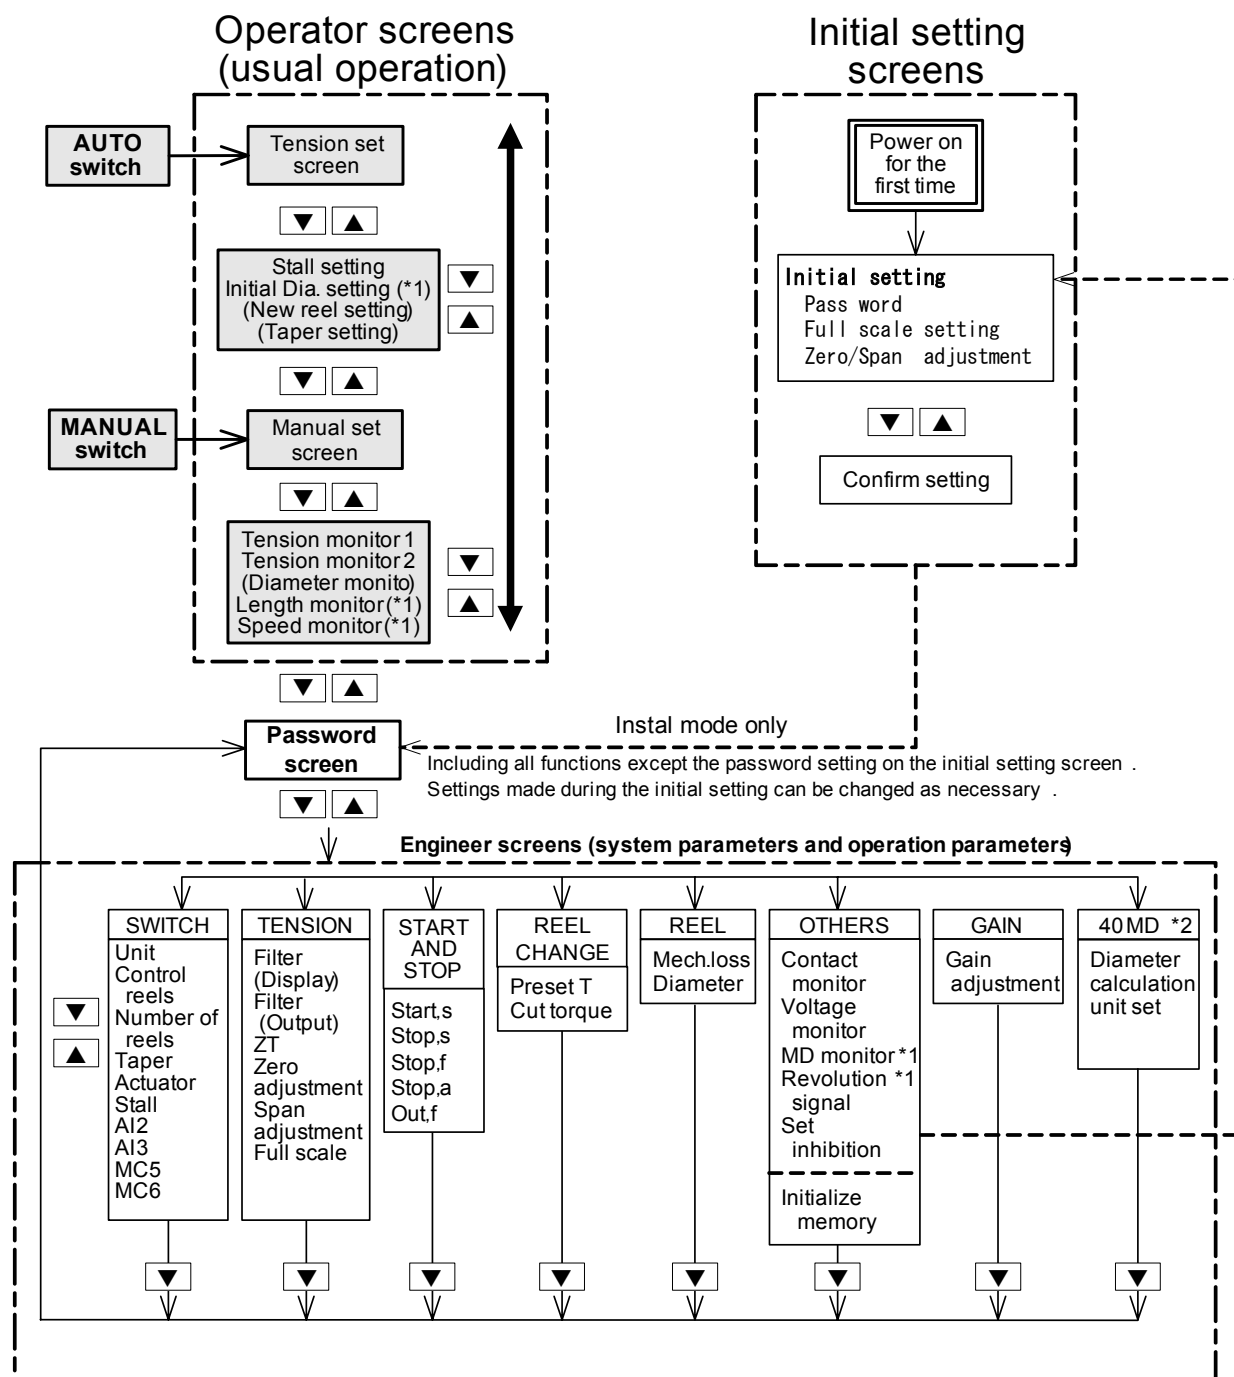 Operator screens
(usual operation)
AUTO
switch
Tension set
screen
Stall setting
Initial Dia. setting (*1)
(New reel setting)
(Taper setting)
MANUAL
switch
Manual set
screen
Tension monitor 1
Tension monitor 2
(Diameter monito)
Length monitor (*1)
Speed monitor (*1)
Initial setting
screens
Power on
for the
first time
Initial setting
Pass word
Full scale setting
Zero/Span adjustment
Confirm setting
Password
screen
Instal mode only
Including all functions except the password setting on the initial setting screen .
Settings made during the initial setting can be changed as necessary .
Engineer screens (system parameters and operation parameters)
SWITCH
Unit
Control
reels
Number of
reels
Taper
Actuator
Stall
AI2
AI3
MC5
MC6
TENSION
Filter
(Display)
Filter
(Output)
ZT
Zero
adjustment
Span
adjustment
Full scale
START
AND
STOP
Start,s
Stop,s
Stop,f
Stop,a
Out,f
REEL
CHANGE
Preset T
Cut torque
REEL
Mech.loss
Diameter
OTHERS
Contact
monitor
Voltage
monitor
MD monitor *1
Revolution *1
signal
Set
inhibition
Initialize
memory
GAIN
Gain
adjustment
40MD *2
Diameter
calculation
unit set